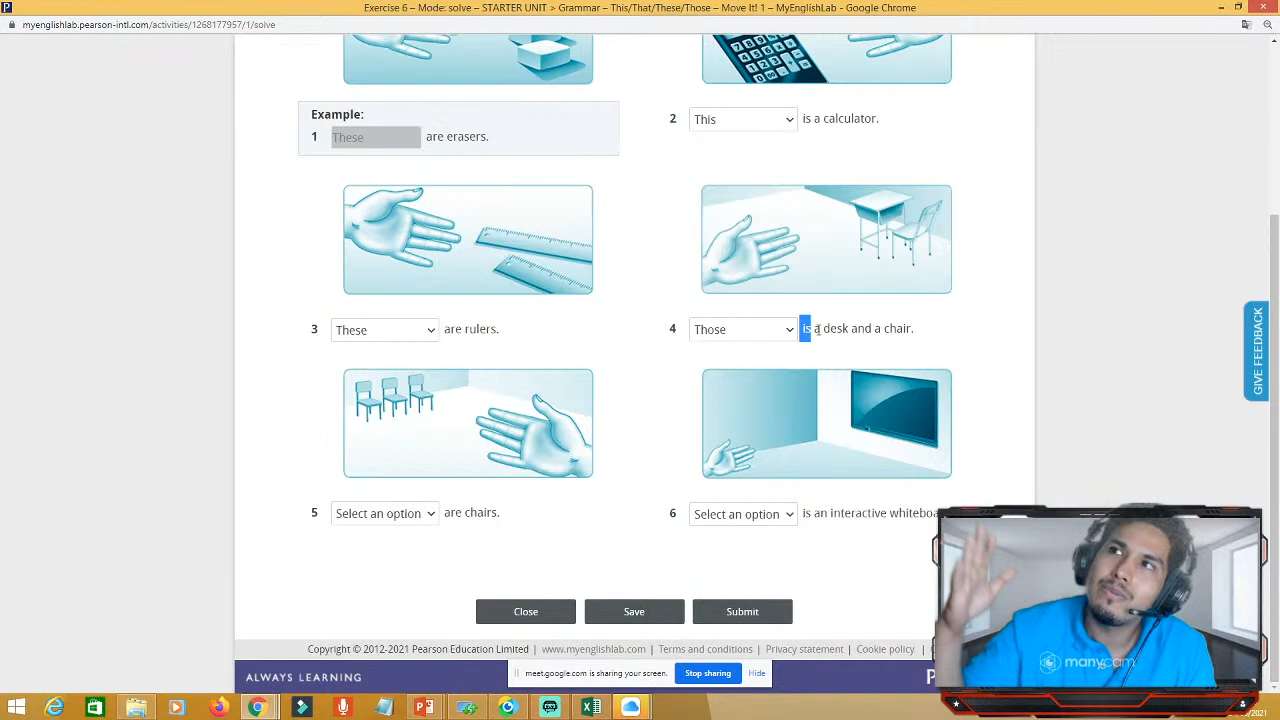 Exercise 6 – Mode: solve – STARTER UNIT > Grammar – This/That/These/Those – Move It! 1 – MyEnglishLab - Google Chrome
myenglishlab.pearson-intl.com/activities/1268177957/1/solve
Example:
1 These are erasers.
2 This is a calculator.
3 These are rulers.
4 Those is a desk and a chair.
5 Select an option are chairs.
6 Select an option is an interactive
GIVE FEEDBACK
Close Save Submit
Copyright © 2012-2021 Pearson Education Limited | www.myenglishlab.com | Terms and conditions | Privacy statement | Cookie policy |
ALWAYS LEARNING
meet.google.com is sharing your screen. Stop sharing Hide
manycam